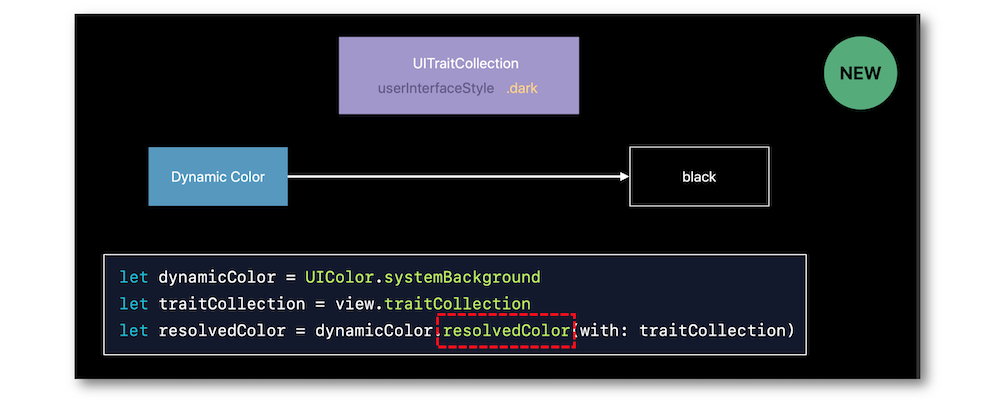 UITraitCollection
userInterfaceStyle .dark
NEW
Dynamic Color
black
let dynamicColor = UIColor.systemBackground
let traitCollection = view.traitCollection
let resolvedColor = dynamicColor.resolvedColor(with: traitCollection)